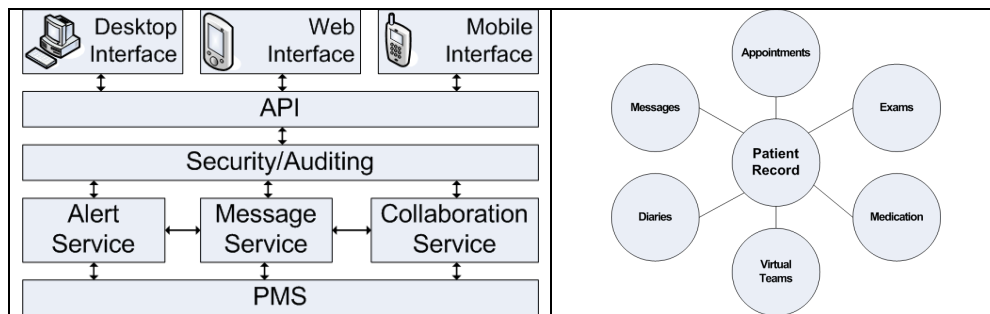 Desktop
Interface
Web
Interface
Mobile
Interface
API
Security/Auditing
Alert
Service
Message
Service
Collaboration
Service
PMS
Appointments
Messages
Exams
Patient
Record
Diaries
Medication
Virtual
Teams